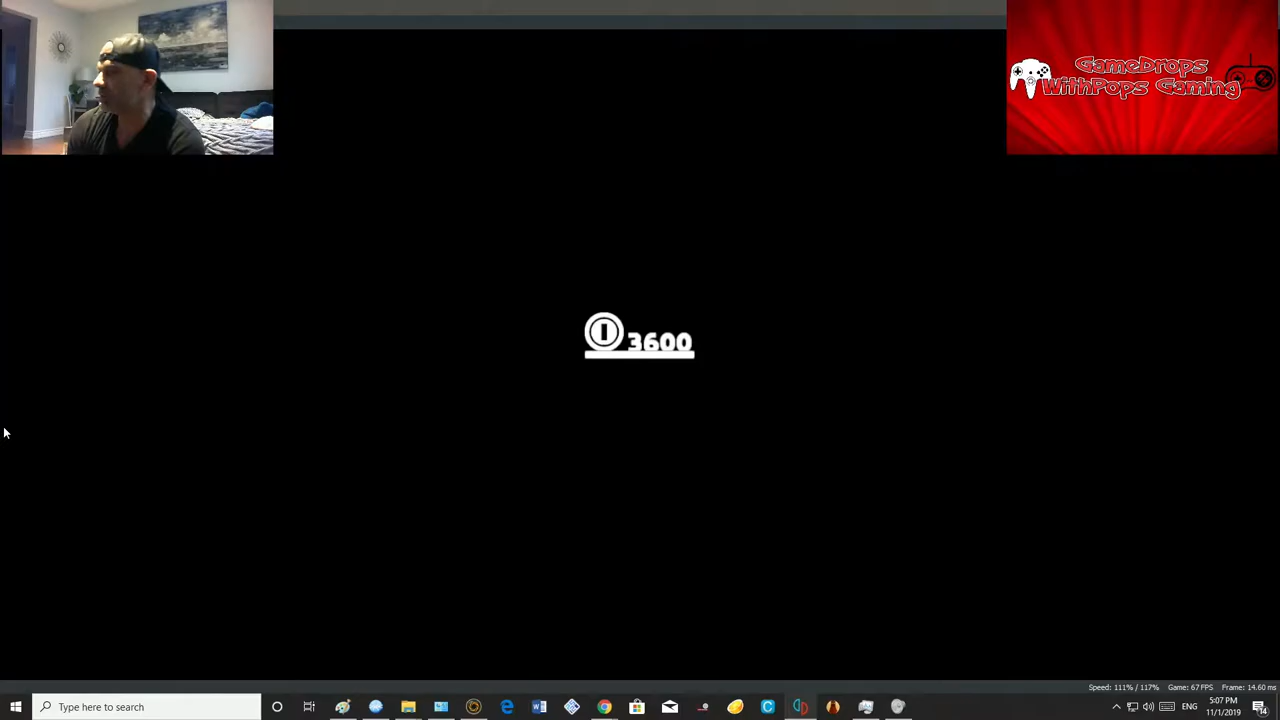 GameDrops
WithPops Gaming
3600
Speed: 111% / 117% Game: 67 FPS Frame: 14.60 ms
Type here to search
ENG
5:07 PM
11/1/2019
14